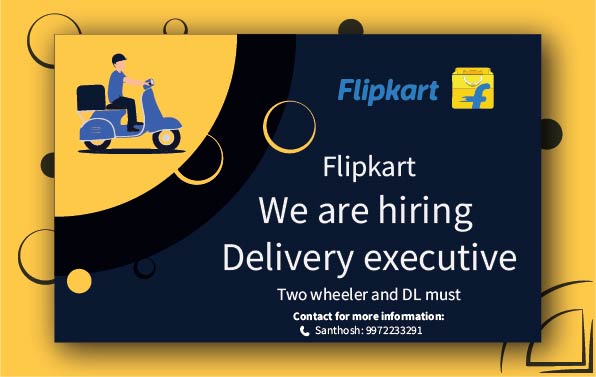 Flipkart
f
Flipkart
We are hiring
Delivery executive
Two wheeler and DL must
Contact for more information:
Santhosh: 9972233291